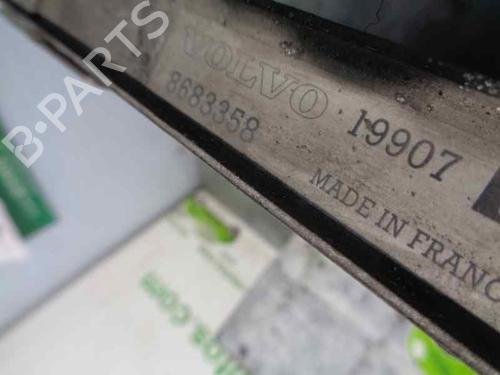 B-PARTS
VOLVO
8683358
19907
MADE IN FRANC